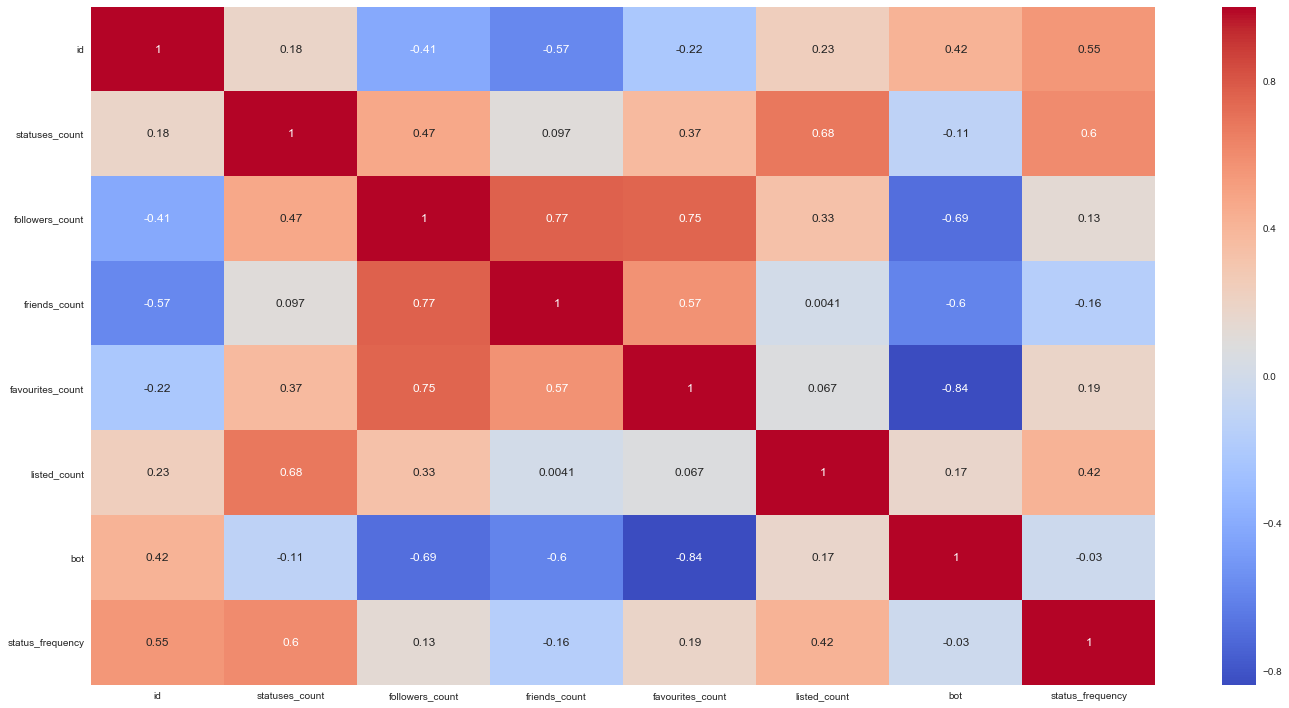 id 1 0.18 -0.41 -0.57 -0.22 0.23 0.42 0.55
statuses_count 0.18 1 0.47 0.097 0.37 0.68 -0.11 0.6
followers_count -0.41 0.47 1 0.77 0.75 0.33 -0.69 0.13
friends_count -0.57 0.097 0.77 1 0.57 0.0041 -0.6 -0.16
favourites_count -0.22 0.37 0.75 0.57 1 0.067 -0.84 0.19
listed_count 0.23 0.68 0.33 0.0041 0.067 1 0.17 0.42
bot 0.42 -0.11 -0.69 -0.6 -0.84 0.17 1 -0.03
status_frequency 0.55 0.6 0.13 -0.16 0.19 0.42 -0.03 1
id statuses_count followers_count friends_count favourites_count listed_count bot status_frequency
0.8
0.4
0.0
−0.4
−0.8